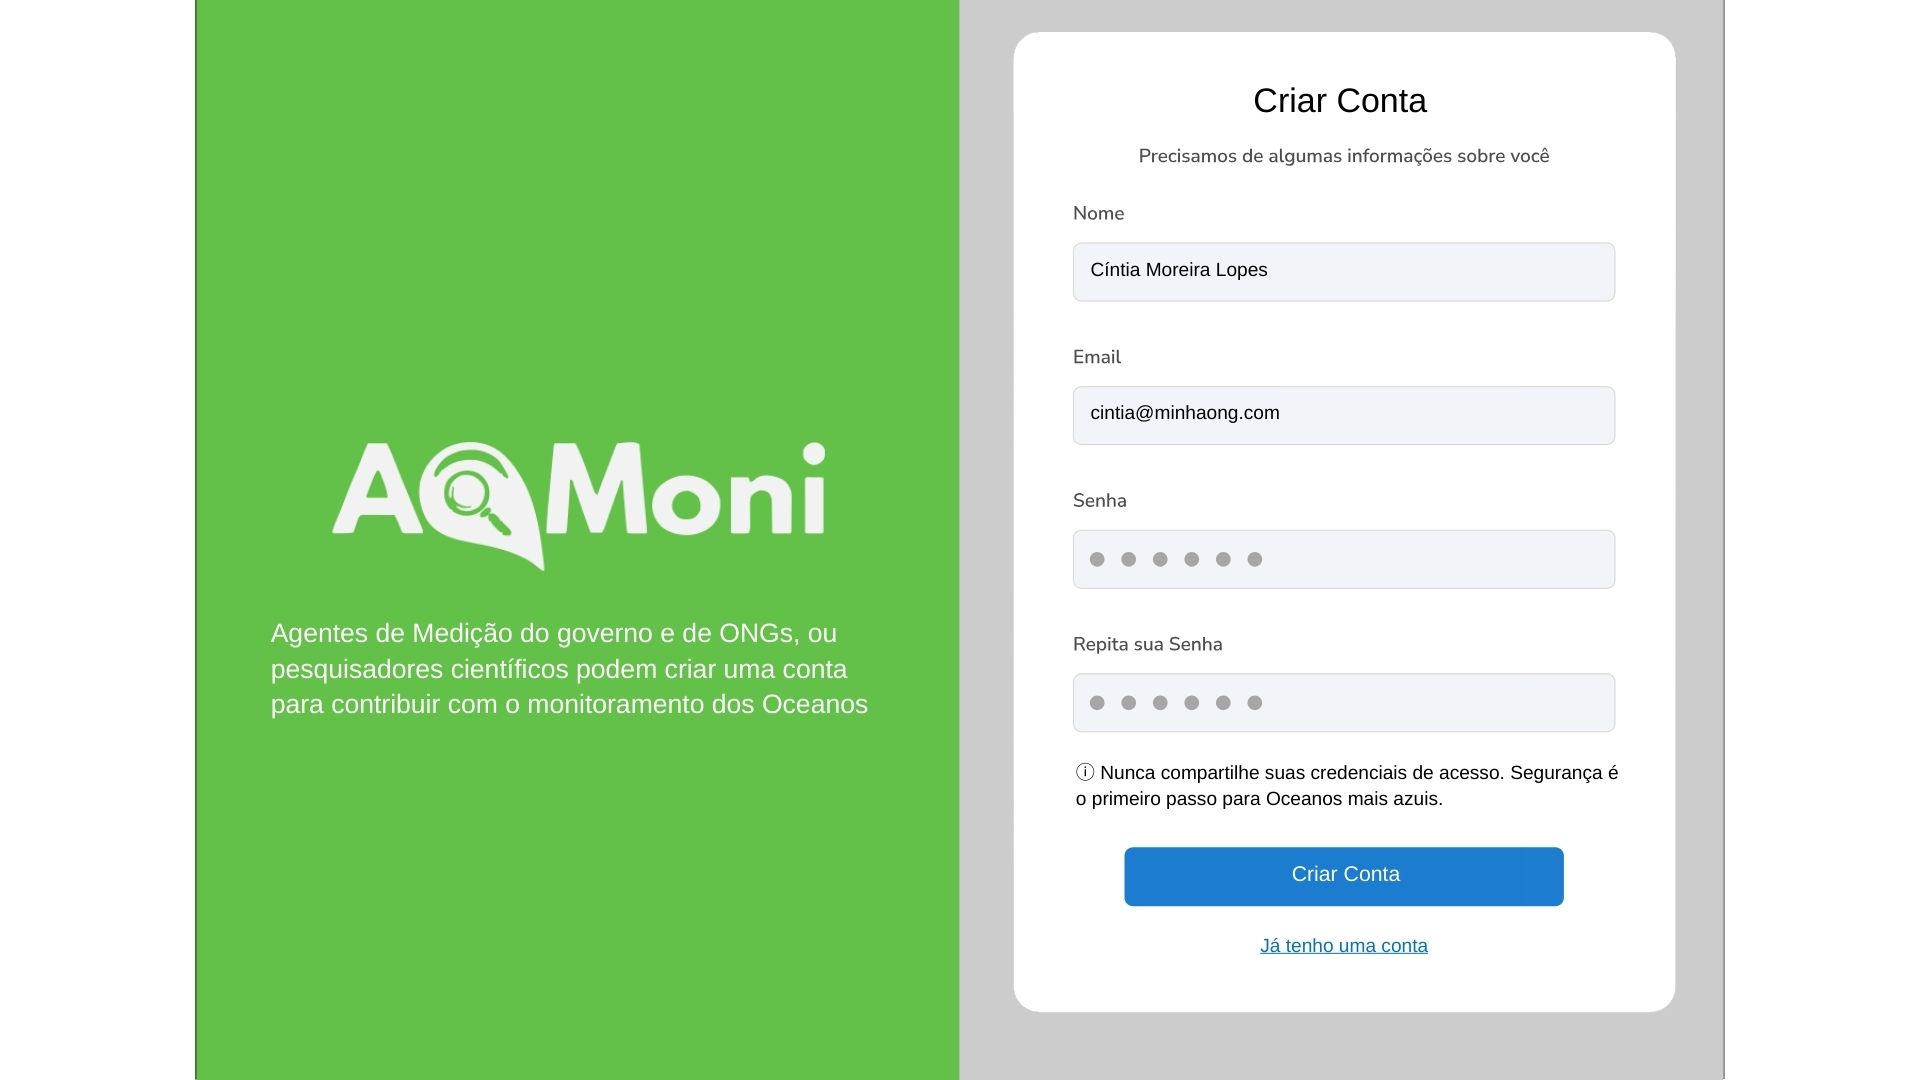 AQMoni
Agentes de Medição do governo e de ONGs, ou
pesquisadores científicos podem criar uma conta
para contribuir com o monitoramento dos Oceanos
Criar Conta
Precisamos de algumas informações sobre você
Nome
Cíntia Moreira Lopes
Email
cintia@minhaong.com
Senha
Repita sua Senha
ⓘ Nunca compartilhe suas credenciais de acesso. Segurança é
o primeiro passo para Oceanos mais azuis.
Criar Conta
Já tenho uma conta